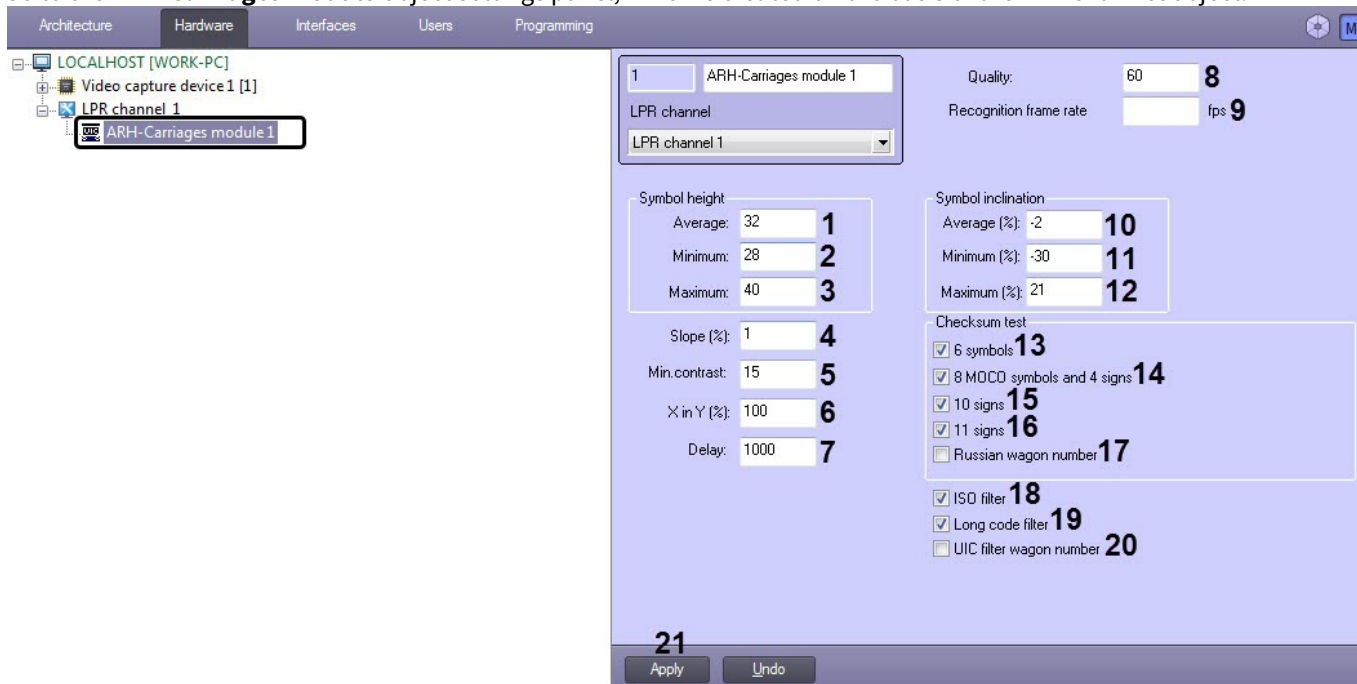 Architecture Hardware Interfaces Users Programming
LOCALHOST [WORK-PC]
Video capture device 1 [1]
LPR channel 1
UIC ARH-Carriages module 1
1 ARH-Carriages module 1
LPR channel
LPR channel 1
Quality: 60 8
Recognition frame rate fps 9
Symbol height
Average: 32 1
Minimum: 28 2
Maximum: 40 3
Slope (%): 1 4
Min.contrast: 15 5
X in Y (%): 100 6
Delay: 1000 7
Symbol inclination
Average (%): -2 10
Minimum (%): -30 11
Maximum (%): 21 12
Checksum test
6 symbols 13
8 MOCO symbols and 4 signs 14
10 signs 15
11 signs 16
Russian wagon number 17
ISO filter 18
Long code filter 19
UIC filter wagon number 20
21
Apply Undo